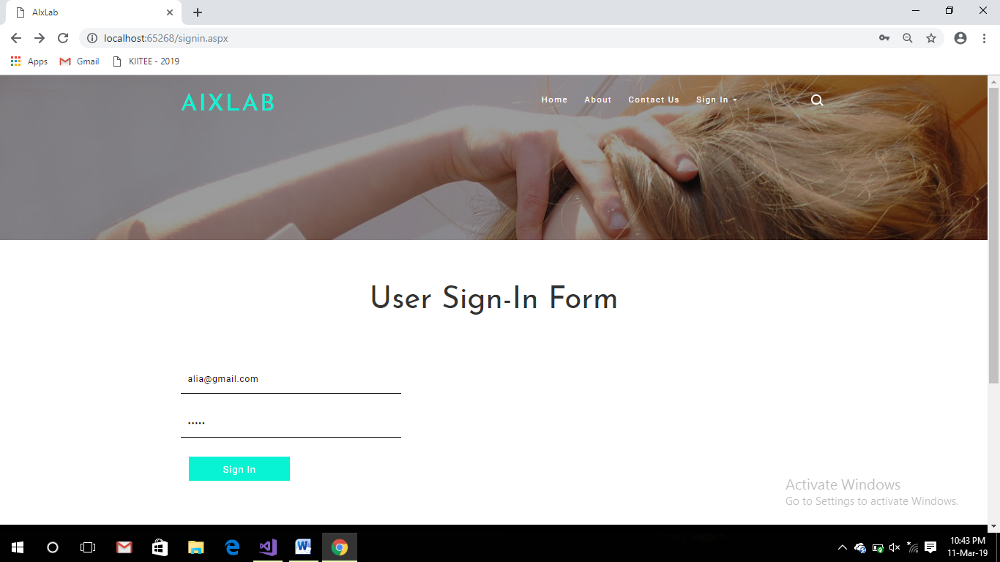 AIxLab
localhost:65268/signin.aspx
Apps Gmail KIITEE - 2019
AIXLAB Home About Contact Us Sign In
User Sign-In Form
alia@gmail.com
•••••
Sign In
Activate Windows
Go to Settings to activate Windows.
10:43 PM
11-Mar-19